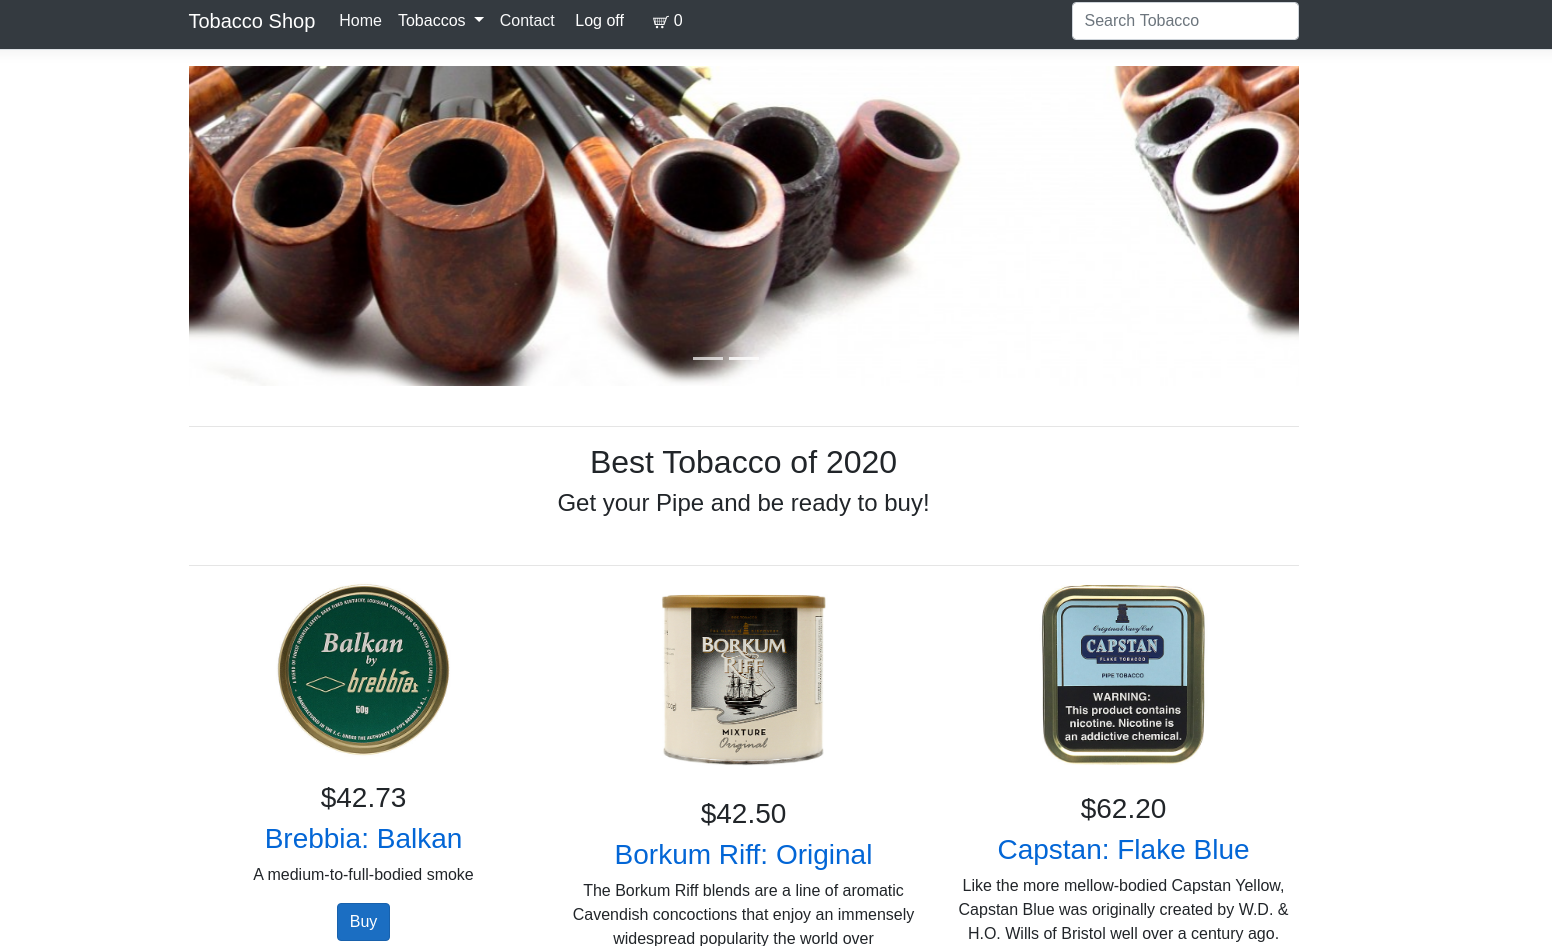 Tobacco Shop Home Tobaccos Contact Log off 0 Search Tobacco
Best Tobacco of 2020
Get your Pipe and be ready to buy!
Balkan
by
brebbia
50g
BORKUM
RIFF
MIXTURE
Original
Original Navy Cut
CAPSTAN
FLAKE TOBACCO
PIPE TOBACCO
WARNING:
This product contains
nicotine. Nicotine is
an addictive chemical.
$42.73
Brebbia: Balkan
A medium-to-full-bodied smoke
Buy
$42.50
Borkum Riff: Original
The Borkum Riff blends are a line of aromatic
Cavendish concoctions that enjoy an immensely
widespread popularity the world over
$62.20
Capstan: Flake Blue
Like the more mellow-bodied Capstan Yellow,
Capstan Blue was originally created by W.D. &
H.O. Wills of Bristol well over a century ago.